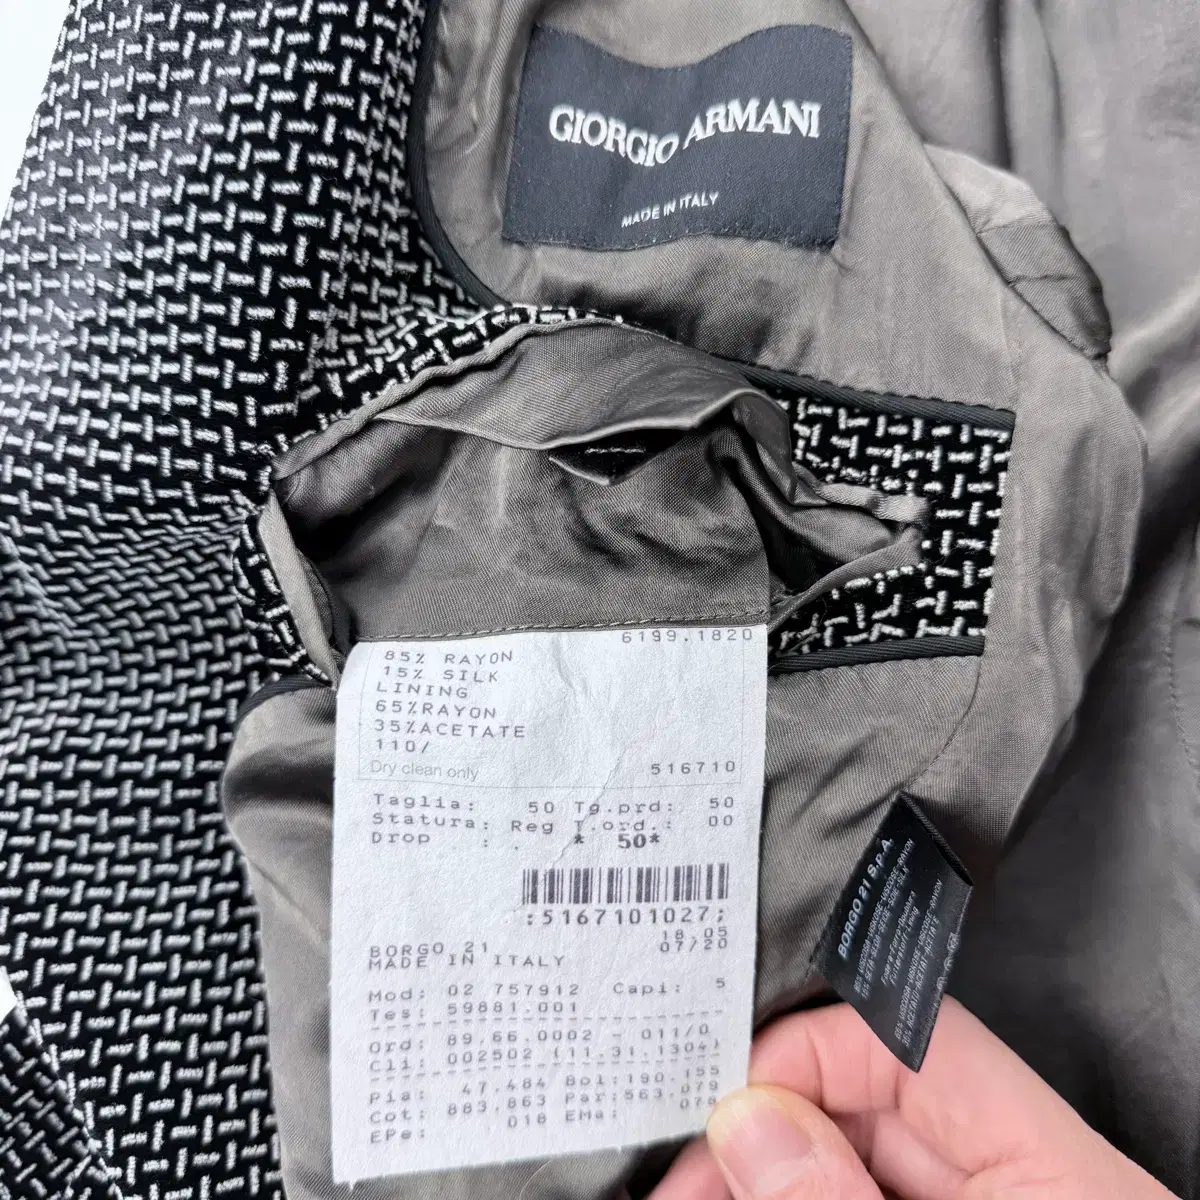 GIORGIO ARMANI
MADE IN ITALY
6199.1820
85% RAYON
15% SILK
LINING
65%RAYON
35%ACETATE
110/
Dry clean only 516710
Taglia: 50 Tg.prd: 50
Statura: Reg T.ord.: 00
Drop : . * 50*
:5167101027;
18.05
BORGO 21 07/20
MADE IN ITALY
Mod: 02 757912 Capi: 5
Tes: 59881.001
Ord: 89.66.0002 - 011/0
Cli: 002502 (11.31.1304)
Pia: 47.484 Bol:190.155
Cot: 883.863 Par:563.079
EPe: 018 EMa: 079
BORGO 21 S.P.A.